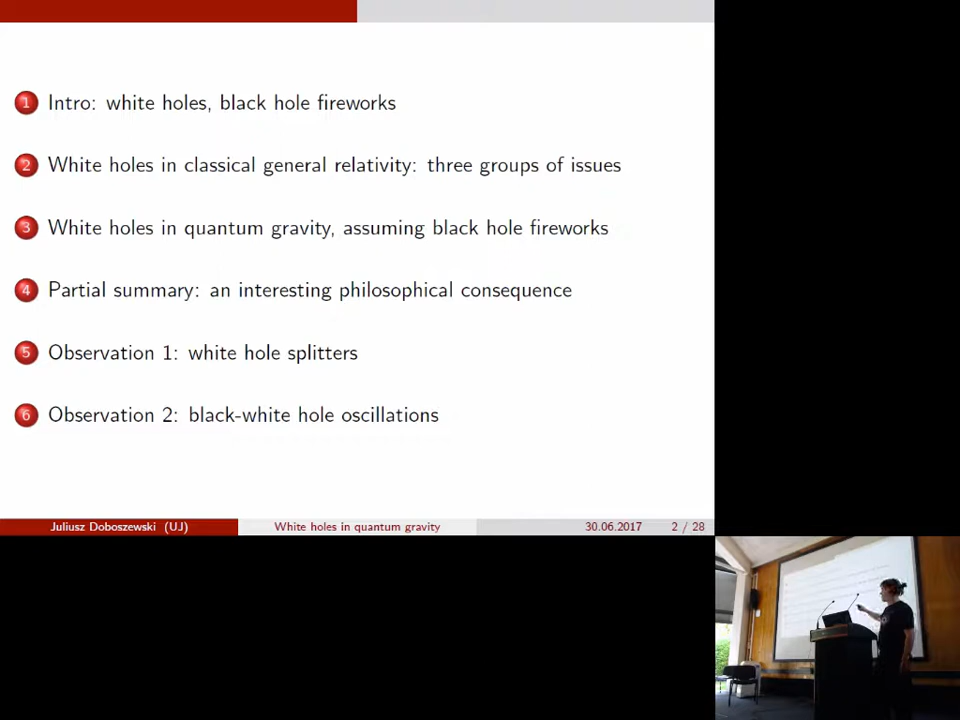 1 Intro: white holes, black hole fireworks
2 White holes in classical general relativity: three groups of issues
3 White holes in quantum gravity, assuming black hole fireworks
4 Partial summary: an interesting philosophical consequence
5 Observation 1: white hole splitters
6 Observation 2: black-white hole oscillations
Juliusz Doboszewski (UJ) White holes in quantum gravity 30.06.2017 2 / 28